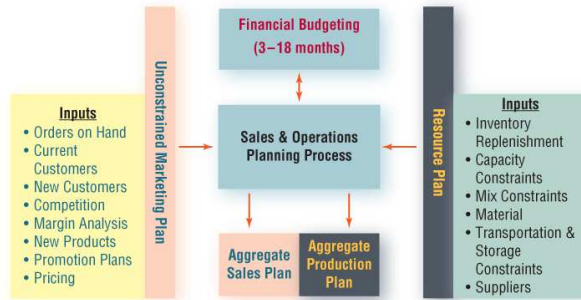 Financial Budgeting
(3–18 months)
Unconstrained Marketing Plan
Inputs
• Orders on Hand
• Current
Customers
• New Customers
• Competition
• Margin Analysis
• New Products
• Promotion Plans
• Pricing
Sales & Operations
Planning Process
Resource Plan
Inputs
• Inventory
Replenishment
• Capacity
Constraints
• Mix Constraints
• Material
• Transportation &
Storage
Constraints
• Suppliers
Aggregate
Sales Plan
Aggregate
Production
Plan